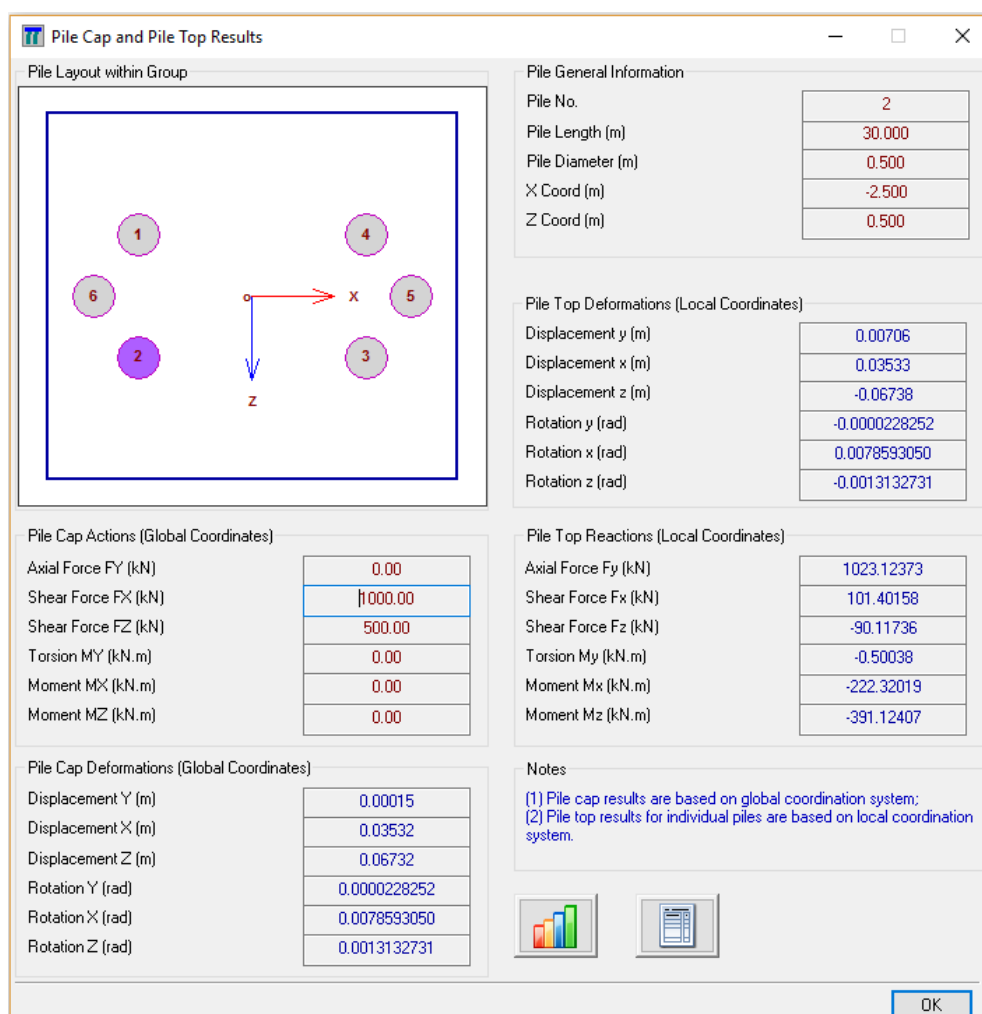 Pile Cap and Pile Top Results
Pile Layout within Group
1
4
6
o
X
5
2
3
Z
Pile General Information
Pile No. 2
Pile Length (m) 30.000
Pile Diameter (m) 0.500
X Coord (m) -2.500
Z Coord (m) 0.500
Pile Top Deformations (Local Coordinates)
Displacement y (m) 0.00706
Displacement x (m) 0.03533
Displacement z (m) -0.06738
Rotation y (rad) -0.0000228252
Rotation x (rad) 0.0078593050
Rotation z (rad) -0.0013132731
Pile Cap Actions (Global Coordinates)
Axial Force FY (kN) 0.00
Shear Force FX (kN) 1000.00
Shear Force FZ (kN) 500.00
Torsion MY (kN.m) 0.00
Moment MX (kN.m) 0.00
Moment MZ (kN.m) 0.00
Pile Top Reactions (Local Coordinates)
Axial Force Fy (kN) 1023.12373
Shear Force Fx (kN) 101.40158
Shear Force Fz (kN) -90.11736
Torsion My (kN.m) -0.50038
Moment Mx (kN.m) -222.32019
Moment Mz (kN.m) -391.12407
Pile Cap Deformations (Global Coordinates)
Displacement Y (m) 0.00015
Displacement X (m) 0.03532
Displacement Z (m) 0.06732
Rotation Y (rad) 0.0000228252
Rotation X (rad) 0.0078593050
Rotation Z (rad) 0.0013132731
Notes
(1) Pile cap results are based on global coordination system;
(2) Pile top results for individual piles are based on local coordination
system.
OK